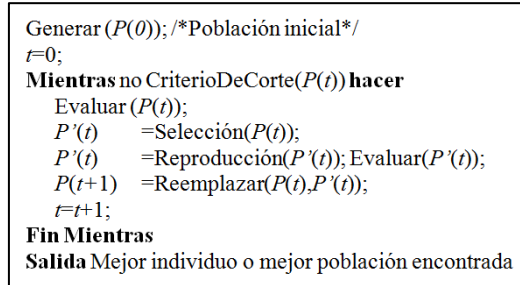 Generar (P(0)); /*Población inicial*/
t=0;
Mientras no CriterioDeCorte(P(t)) hacer
Evaluar (P(t));
P’(t) =Selección(P(t));
P’(t) =Reproducción(P’(t)); Evaluar(P’(t));
P(t+1) =Reemplazar(P(t),P’(t));
t=t+1;
Fin Mientras
Salida Mejor individuo o mejor población encontrada